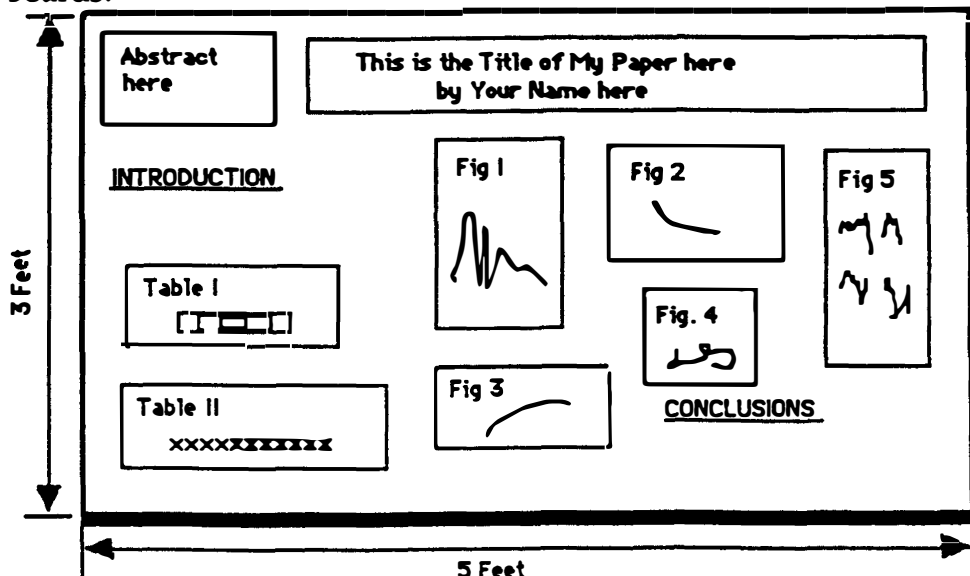 This is the Title of My Paper here
by Your Name here
Abstract
here
INTRODUCTION
Fig 1
Fig 2
Fig 5
3 Feet
Table I
Fig. 4
Table II
xxxxxxxxxxxx
Fig 3
CONCLUSIONS
5 Feet